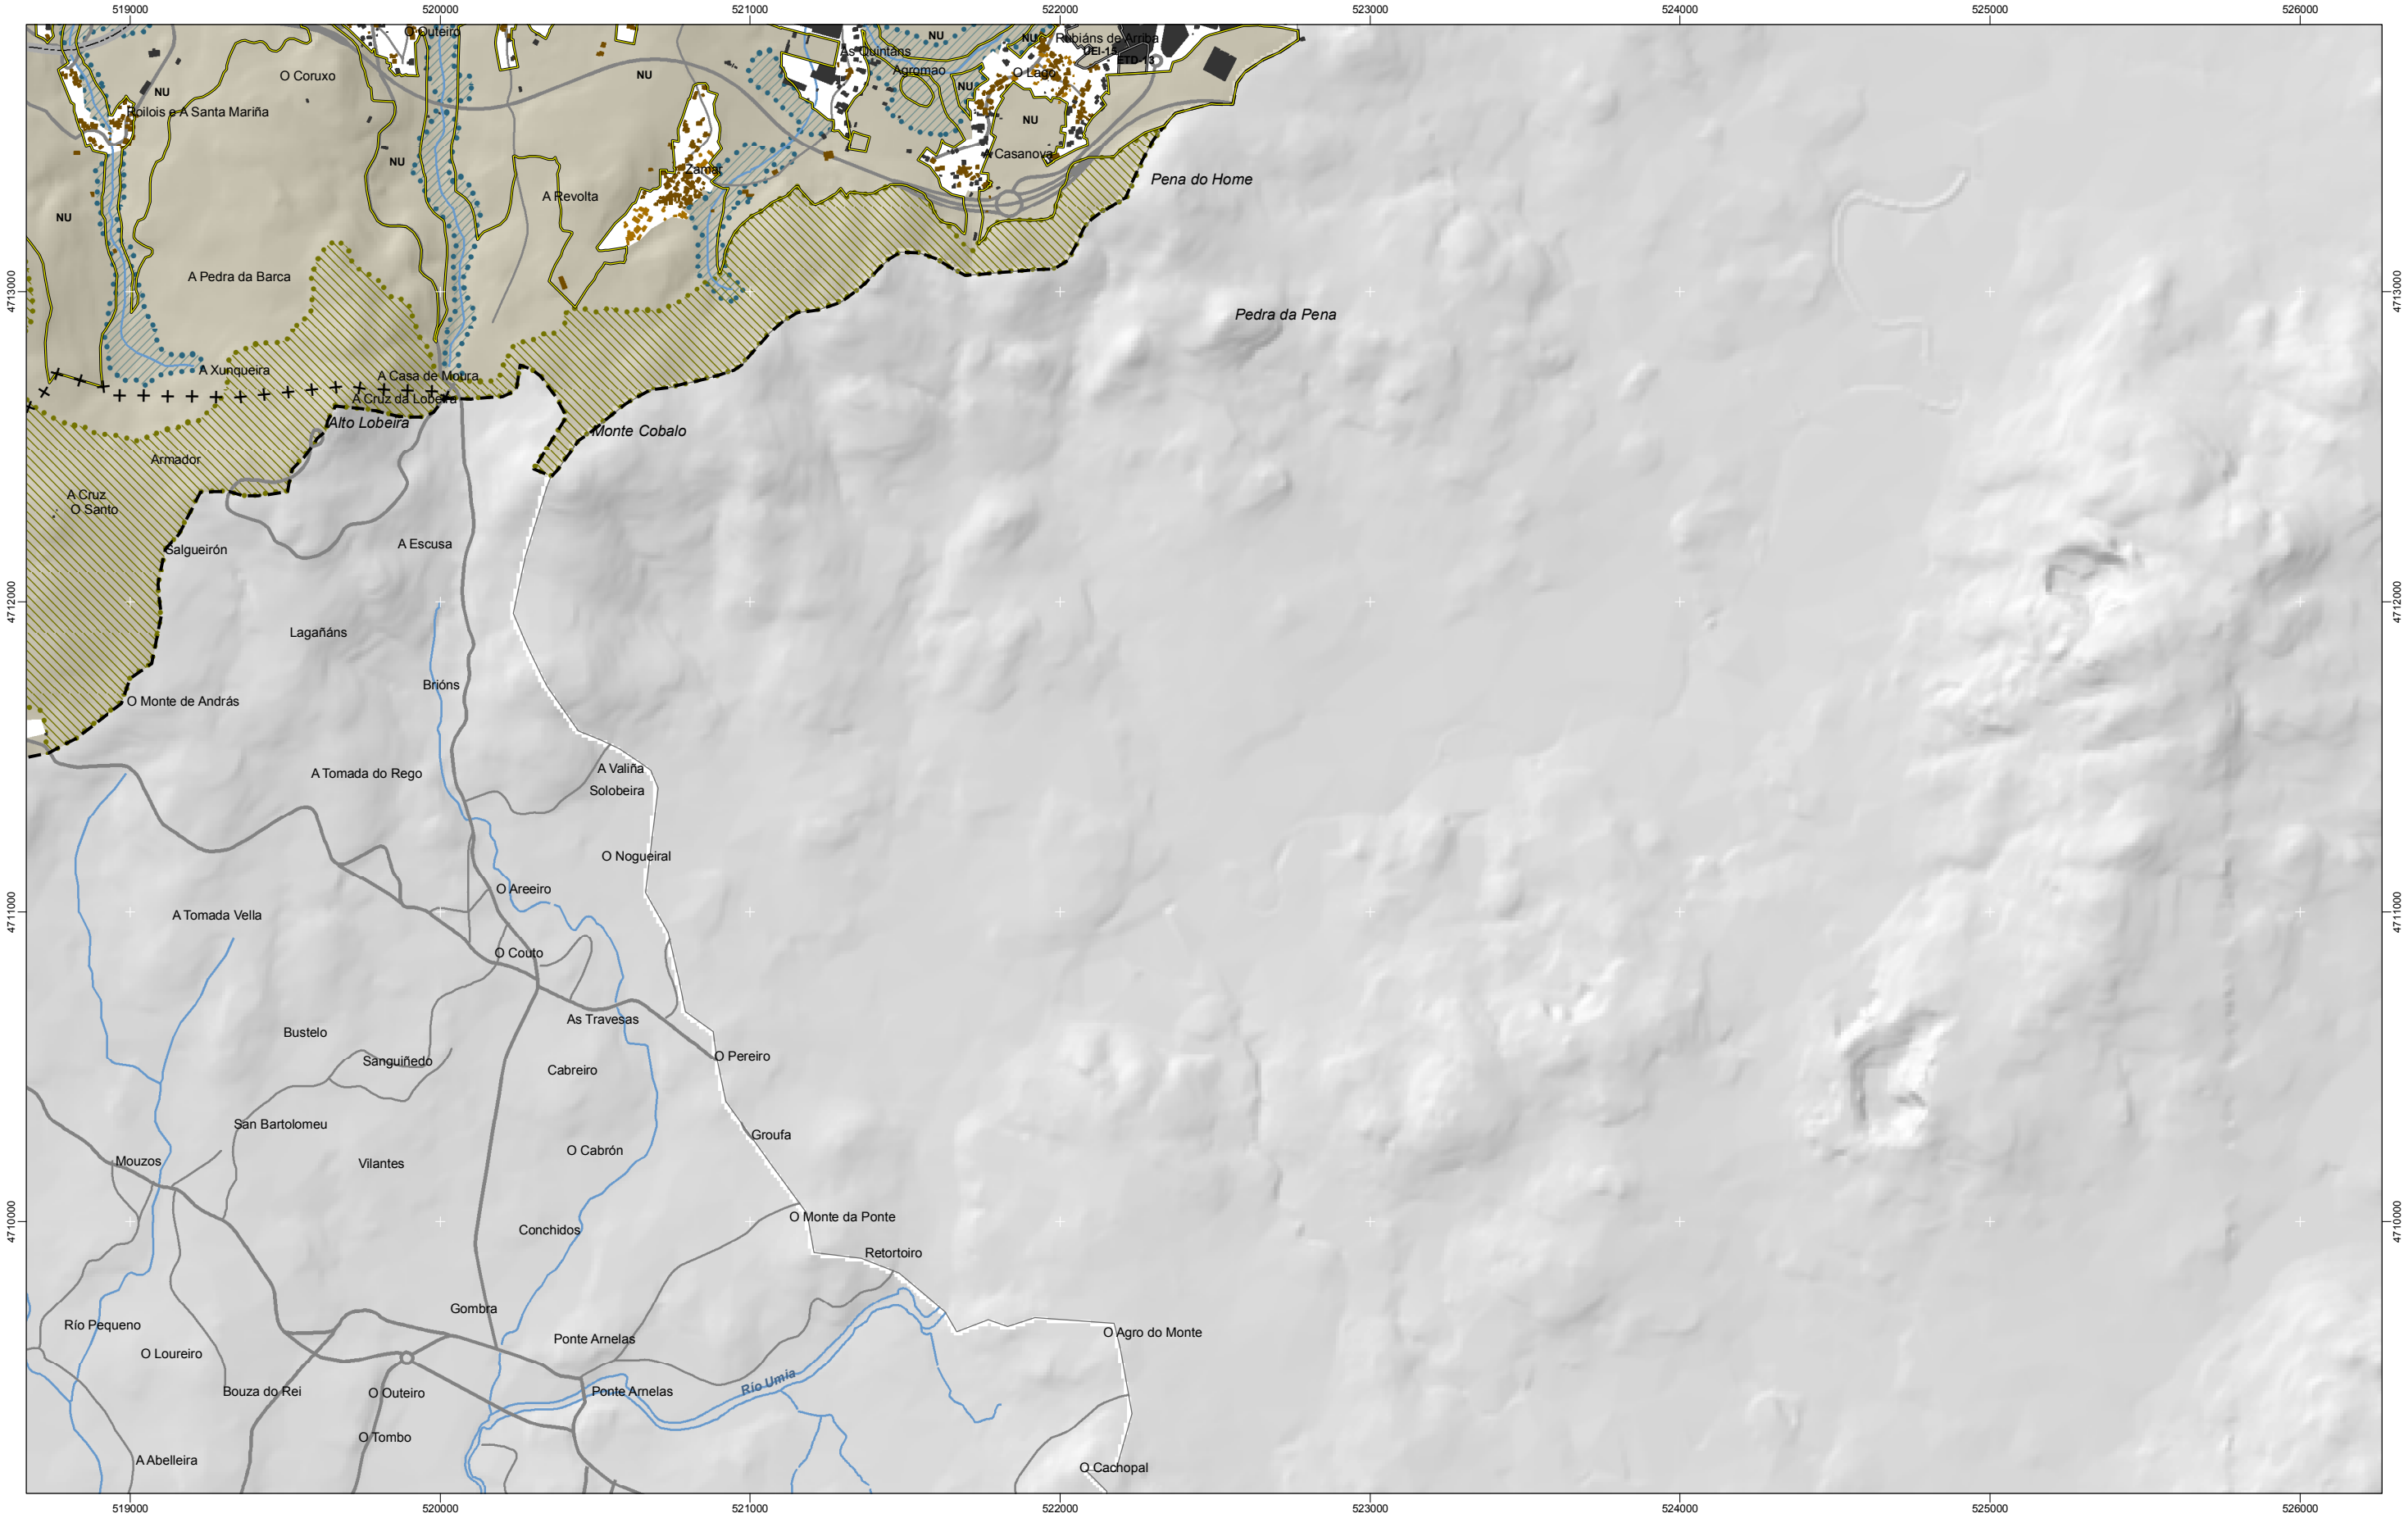 519000 520000 521000 522000 523000 524000 525000 526000
O Outeiro
NU
NU
Rubiáns de Arriba
As Quintáns
UEI-15
ETD-13
O Coruxo
NU
Agromao
O Lago
NU
NU
Roilois e A Santa Mariña
NU
NU
A Casanova
Zamar
Pena do Home
A Revolta
NU
A Pedra da Barca
4713000
4713000
Pedra da Pena
A Xunqueira
A Casa de Moura
A Cruz da Lobeira
Alto Lobeira
Monte Cobalo
Armador
A Cruz
O Santo
Salgueirón
A Escusa
4712000
4712000
Lagañáns
Brións
O Monte de András
A Tomada do Rego
A Valiña
Solobeira
O Nogueiral
O Areeiro
4711000
4711000
A Tomada Vella
O Couto
As Travesas
Bustelo
Sanguiñedo
O Pereiro
Cabreiro
San Bartolomeu
Groufa
O Cabrón
Mouzos
Vilantes
4710000
4710000
O Monte da Ponte
Conchidos
Retortoiro
Gombra
Río Pequeno
O Agro do Monte
Ponte Arnelas
O Loureiro
Río Umia
Bouza do Rei
O Outeiro
Ponte Arnelas
O Tombo
A Abelleira
O Cachopal
519000 520000 521000 522000 523000 524000 525000 526000